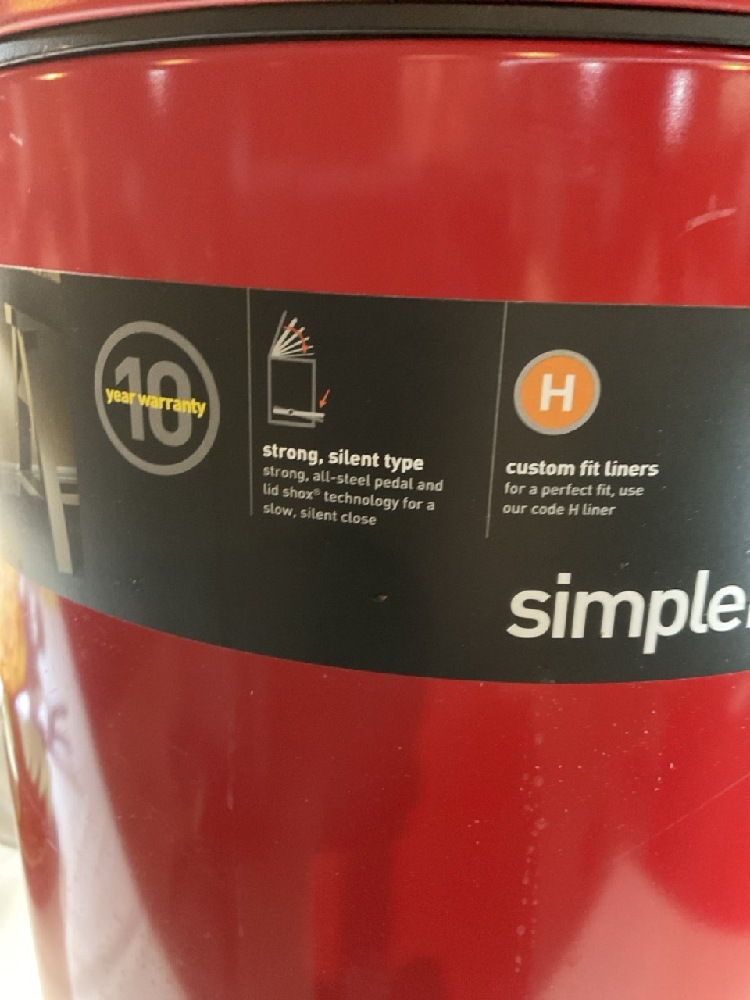 10
year warranty
strong, silent type
strong, all-steel pedal and
lid shox® technology for a
slow, silent close
H
custom fit liners
for a perfect fit, use
our code H liner
simple